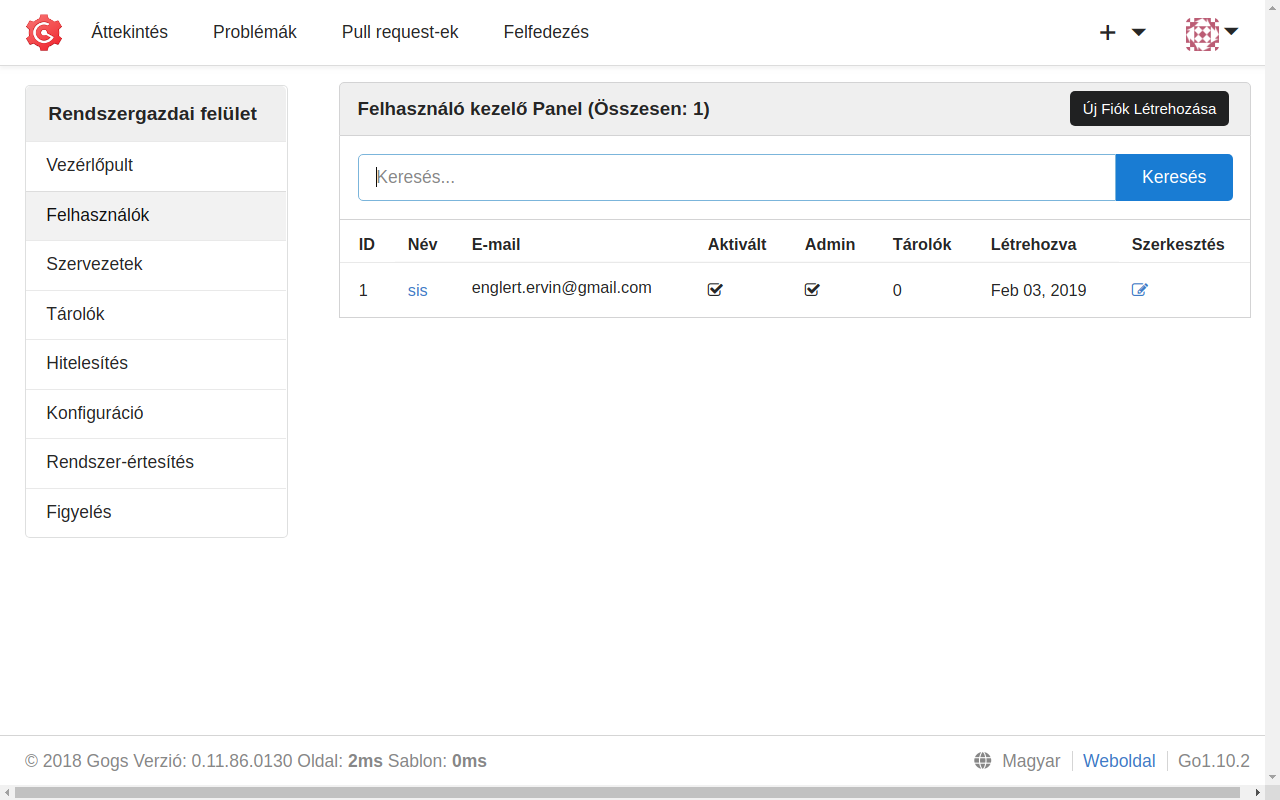 Áttekintés Problémák Pull request-ek Felfedezés
Rendszergazdai felület
Vezérlőpult
Felhasználók
Szervezetek
Tárolók
Hitelesítés
Konfiguráció
Rendszer-értesítés
Figyelés
Felhasználó kezelő Panel (Összesen: 1) Új Fiók Létrehozása
Keresés... Keresés
ID Név E-mail Aktivált Admin Tárolók Létrehozva Szerkesztés
1 sis englert.ervin@gmail.com 0 Feb 03, 2019
© 2018 Gogs Verzió: 0.11.86.0130 Oldal: 2ms Sablon: 0ms Magyar Weboldal Go1.10.2